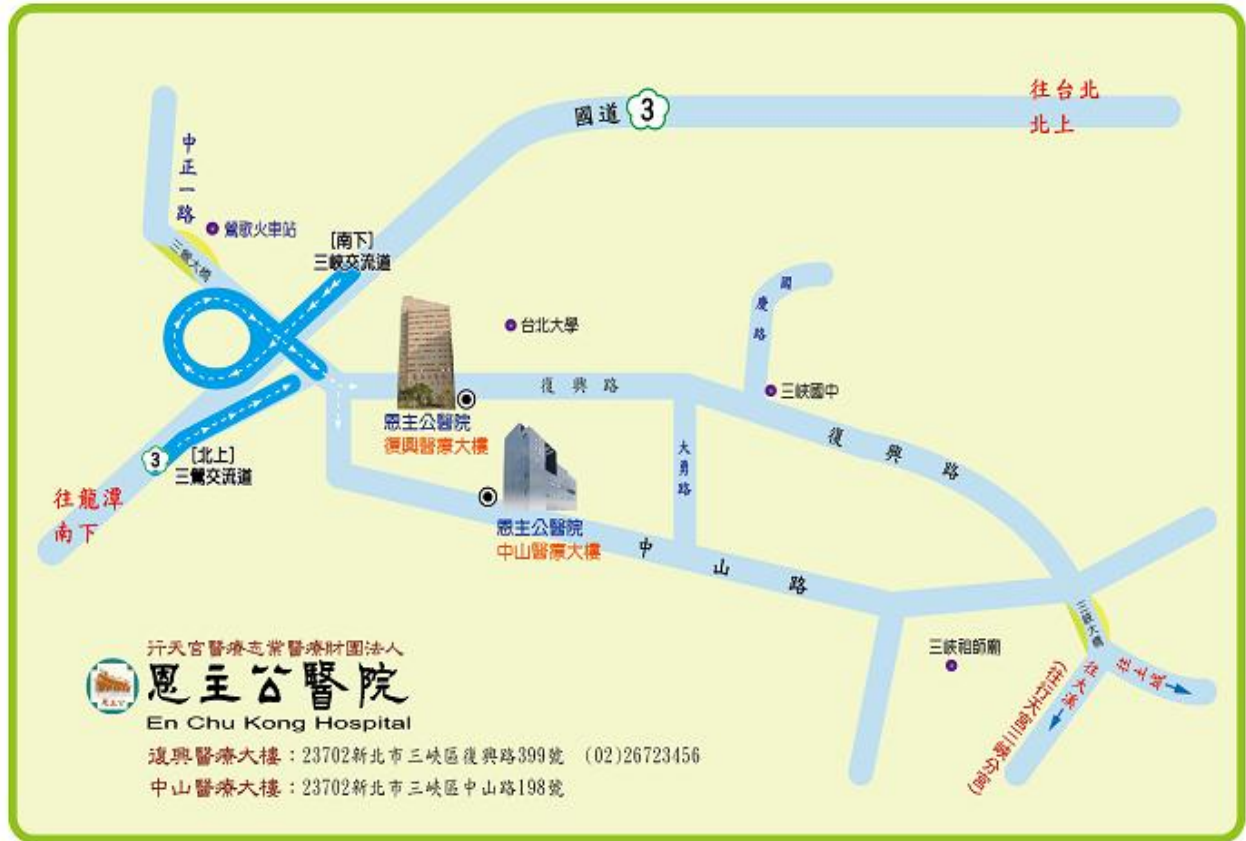 往台北
北上
國道 3
中正一路
鶯歌火車站
三鶯大橋
[南下]
三峽交流道
台北大學
國慶路
三峽國中
復興路
恩主公醫院
復興醫療大樓
大勇路
復興路
3
[北上]
三鶯交流道
往龍潭
南下
恩主公醫院
中山醫療大樓
中山路
三峽大橋
三峽祖師廟
往大溪
(往行天宮三峽分宮)
行天宮醫療志業醫療財團法人
恩主公醫院
恩主公
En Chu Kong Hospital
復興醫療大樓：23702新北市三峽區復興路399號 (02)26723456
中山醫療大樓：23702新北市三峽區中山路198號